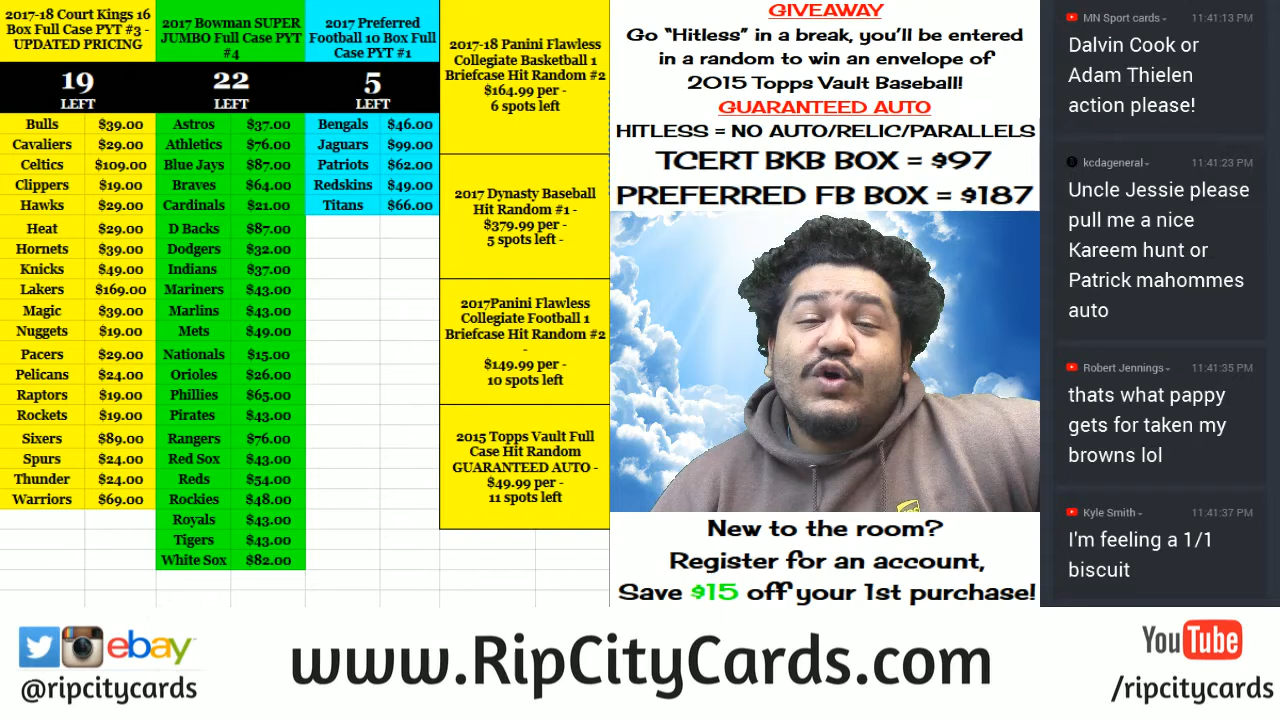 2017-18 Court Kings 16
Box Full Case PYT #3 -
UPDATED PRICING
19
LEFT
Bulls $39.00
Cavaliers $29.00
Celtics $109.00
Clippers $19.00
Hawks $29.00
Heat $29.00
Hornets $39.00
Knicks $49.00
Lakers $169.00
Magic $39.00
Nuggets $19.00
Pacers $29.00
Pelicans $24.00
Raptors $19.00
Rockets $19.00
Sixers $89.00
Spurs $24.00
Thunder $24.00
Warriors $69.00
2017 Bowman SUPER
JUMBO Full Case PYT
#4
22
LEFT
Astros $37.00
Athletics $76.00
Blue Jays $87.00
Braves $64.00
Cardinals $21.00
D Backs $87.00
Dodgers $32.00
Indians $37.00
Mariners $43.00
Marlins $43.00
Mets $49.00
Nationals $15.00
Orioles $26.00
Phillies $65.00
Pirates $43.00
Rangers $76.00
Red Sox $43.00
Reds $54.00
Rockies $48.00
Royals $43.00
Tigers $43.00
White Sox $82.00
2017 Preferred
Football 10 Box Full
Case PYT #1
5
LEFT
Bengals $46.00
Jaguars $99.00
Patriots $62.00
Redskins $49.00
Titans $66.00
2017-18 Panini Flawless
Collegiate Basketball 1
Briefcase Hit Random #2
$164.99 per -
6 spots left
2017 Dynasty Baseball
Hit Random #1 -
$379.99 per -
5 spots left -
2017Panini Flawless
Collegiate Football 1
Briefcase Hit Random #2
-
$149.99 per -
10 spots left
2015 Topps Vault Full
Case Hit Random
GUARANTEED AUTO -
$49.99 per -
11 spots left
GIVEAWAY
Go “Hitless” in a break, you’ll be entered
in a random to win an envelope of
2015 Topps Vault Baseball!
GUARANTEED AUTO
HITLESS = NO AUTO/RELIC/PARALLELS
TCERT BKB BOX = $97
PREFERRED FB BOX = $187
New to the room?
Register for an account,
Save $15 off your 1st purchase!
MN Sport cards 11:41:13 PM
Dalvin Cook or
Adam Thielen
action please!
kcdageneral 11:41:23 PM
Uncle Jessie please
pull me a nice
Kareem hunt or
Patrick mahommes
auto
Robert Jennings 11:41:35 PM
thats what pappy
gets for taken my
browns lol
Kyle Smith 11:41:37 PM
I'm feeling a 1/1
biscuit
ebay
@ripcitycards
www.RipCityCards.com
YouTube
/ripcitycards